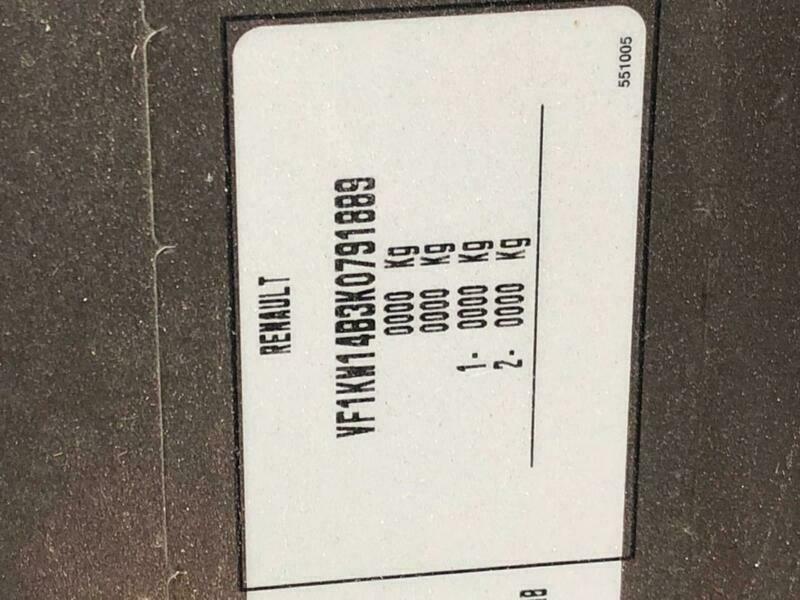 551005
RENAULT
VF1KW14B3K0791889
0000 Kg
0000 Kg
1- 0000 Kg
2- 0000 Kg